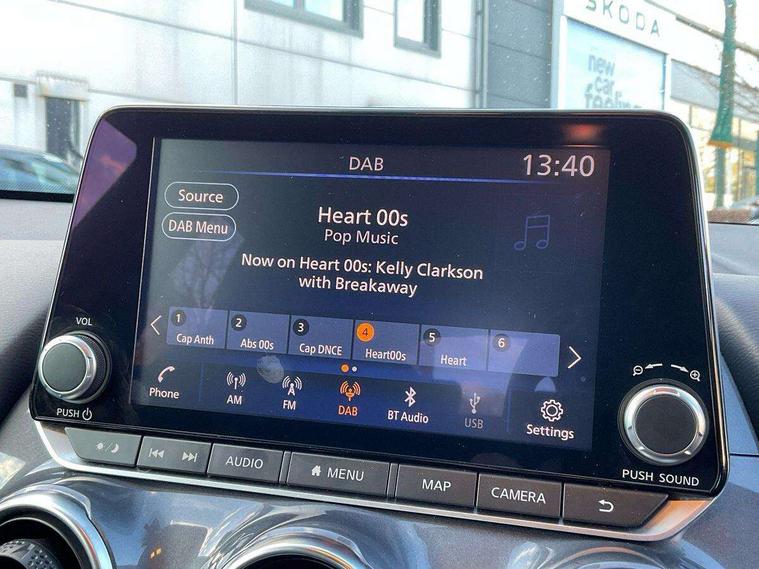 ŠKODA
new
car
feeling
DAB
13:40
Source
DAB Menu
Heart 00s
Pop Music
Now on Heart 00s: Kelly Clarkson
with Breakaway
1 Cap Anth
2 Abs 00s
3 Cap DNCE
4 Heart00s
5 Heart
6
Phone
AM
FM
DAB
BT Audio
USB
Settings
VOL
PUSH
PUSH SOUND
AUDIO
MENU
MAP
CAMERA